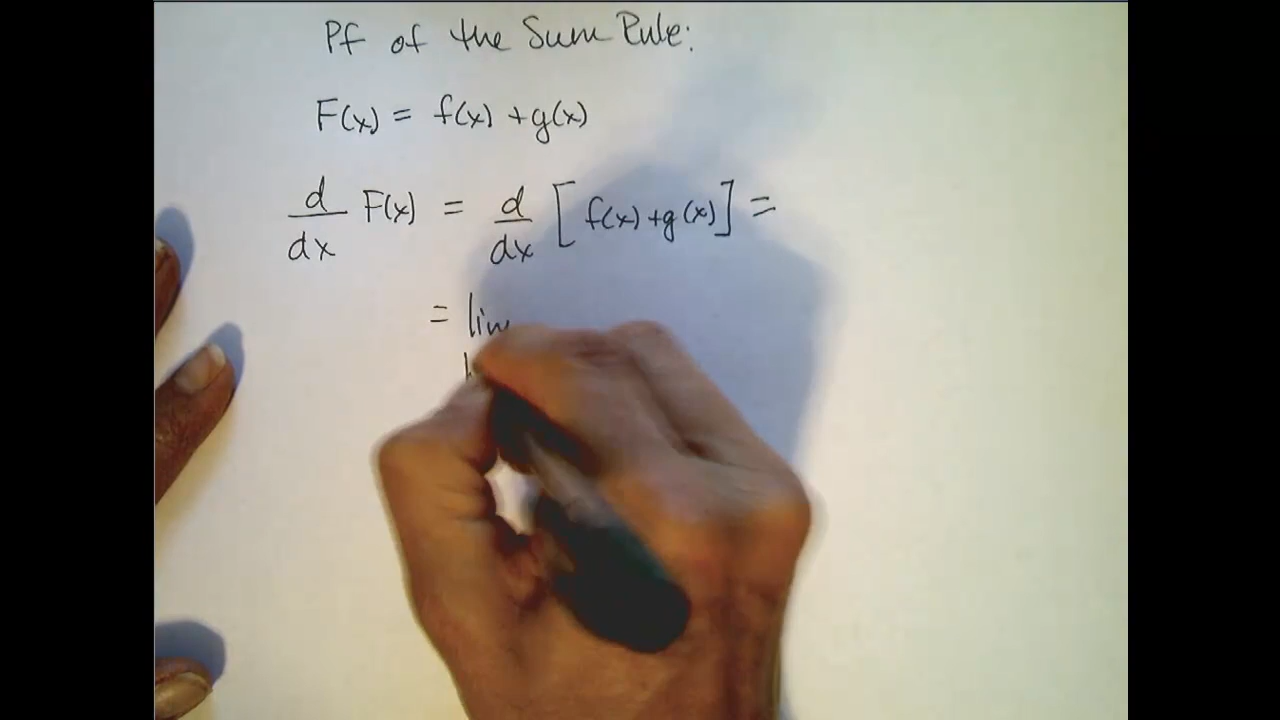 Pf of the Sum Rule:
F(x) = f(x) + g(x)
d/dx F(x) = d/dx [f(x) + g(x)] =
= lim
h